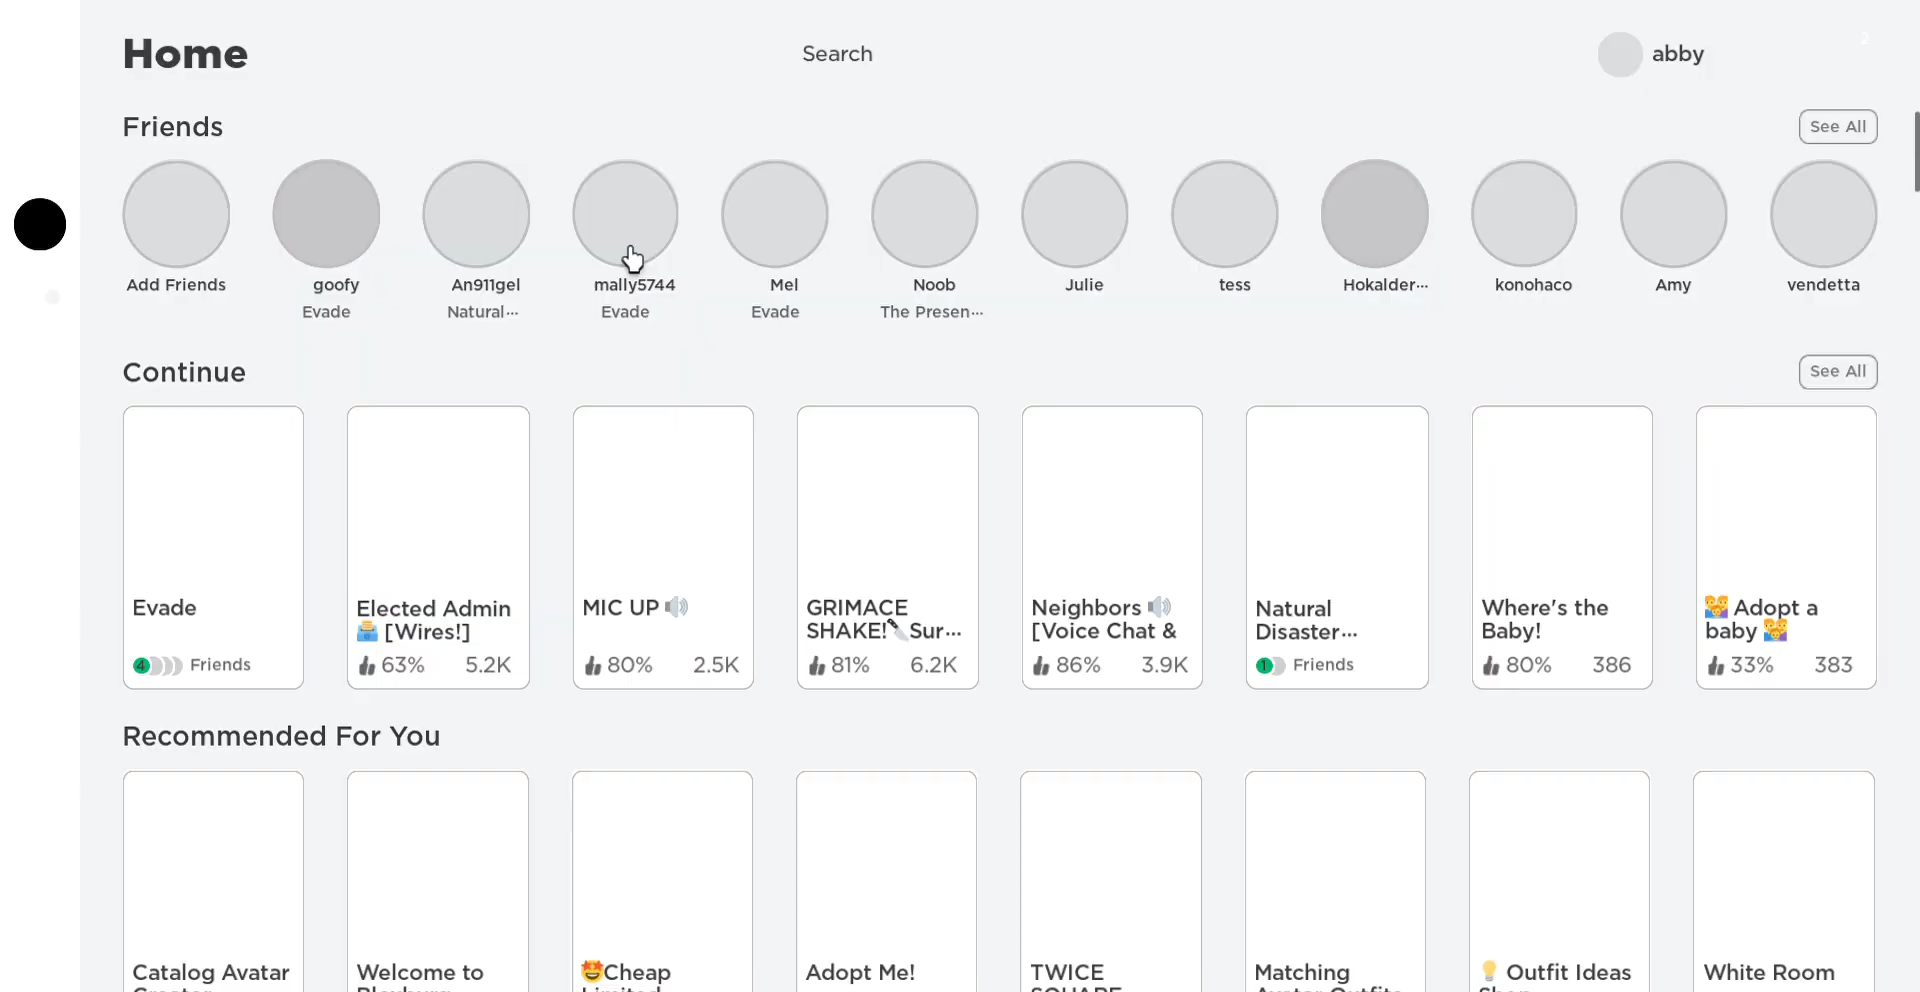 Home
Search
abby
2
Friends
See All
Add Friends
goofy
An911gel
mally5744
Mel
Noob
Julie
tess
Hokalder···
konohaco
Amy
vendetta
Evade
Natural···
Evade
Evade
The Presen···
Continue
See All
Evade
4 Friends
Elected Admin
📠 [Wires!]
63% 5.2K
MIC UP 🔊
80% 2.5K
GRIMACE
SHAKE!🔪Sur···
81% 6.2K
Neighbors 🔊
[Voice Chat &
86% 3.9K
Natural
Disaster···
1 Friends
Where's the
Baby!
80% 386
👪 Adopt a
baby 👪
33% 383
Recommended For You
Catalog Avatar
Welcome to
🤩Cheap
Adopt Me!
TWICE
Matching
💡 Outfit Ideas
White Room